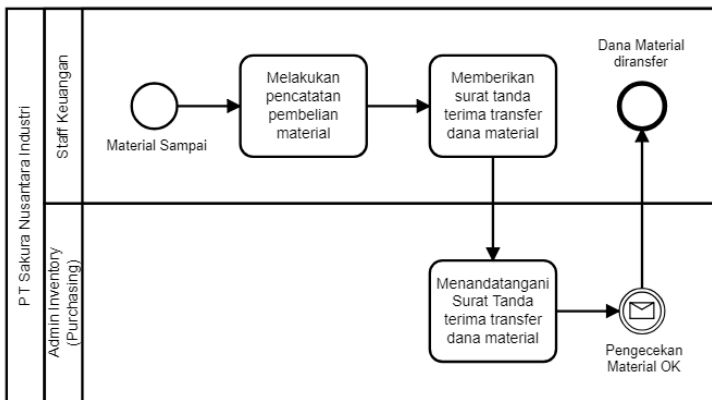 PT Sakura Nusantara Industri
Staff Keuangan
Material Sampai
Melakukan
pencatatan
pembelian
material
Memberikan
surat tanda
terima transfer
dana material
Dana Material
diransfer
Admin Inventory
(Purchasing)
Menandatangani
Surat Tanda
terima transfer
dana material
Pengecekan
Material OK